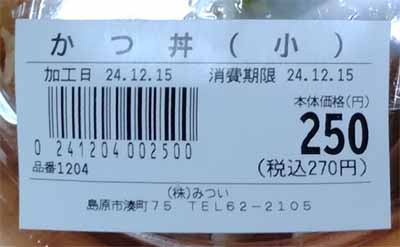 かつ丼(小)
加工日 24.12.15 消費期限 24.12.15
本体価格(円)
250
(税込270円)
0 241204 002500
品番1204
(株)みつい
島原市湊町75 TEL62-2105